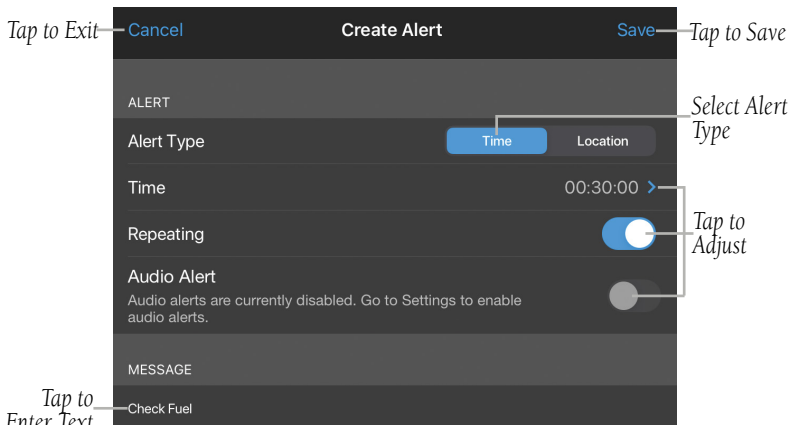 Tap to Exit
Cancel
Create Alert
Save
Tap to Save
ALERT
Select Alert
Type
Alert Type
Time
Location
Time
00:30:00
Repeating
Tap to
Adjust
Audio Alert
Audio alerts are currently disabled. Go to Settings to enable
audio alerts.
MESSAGE
Tap to
Enter Text
Check Fuel